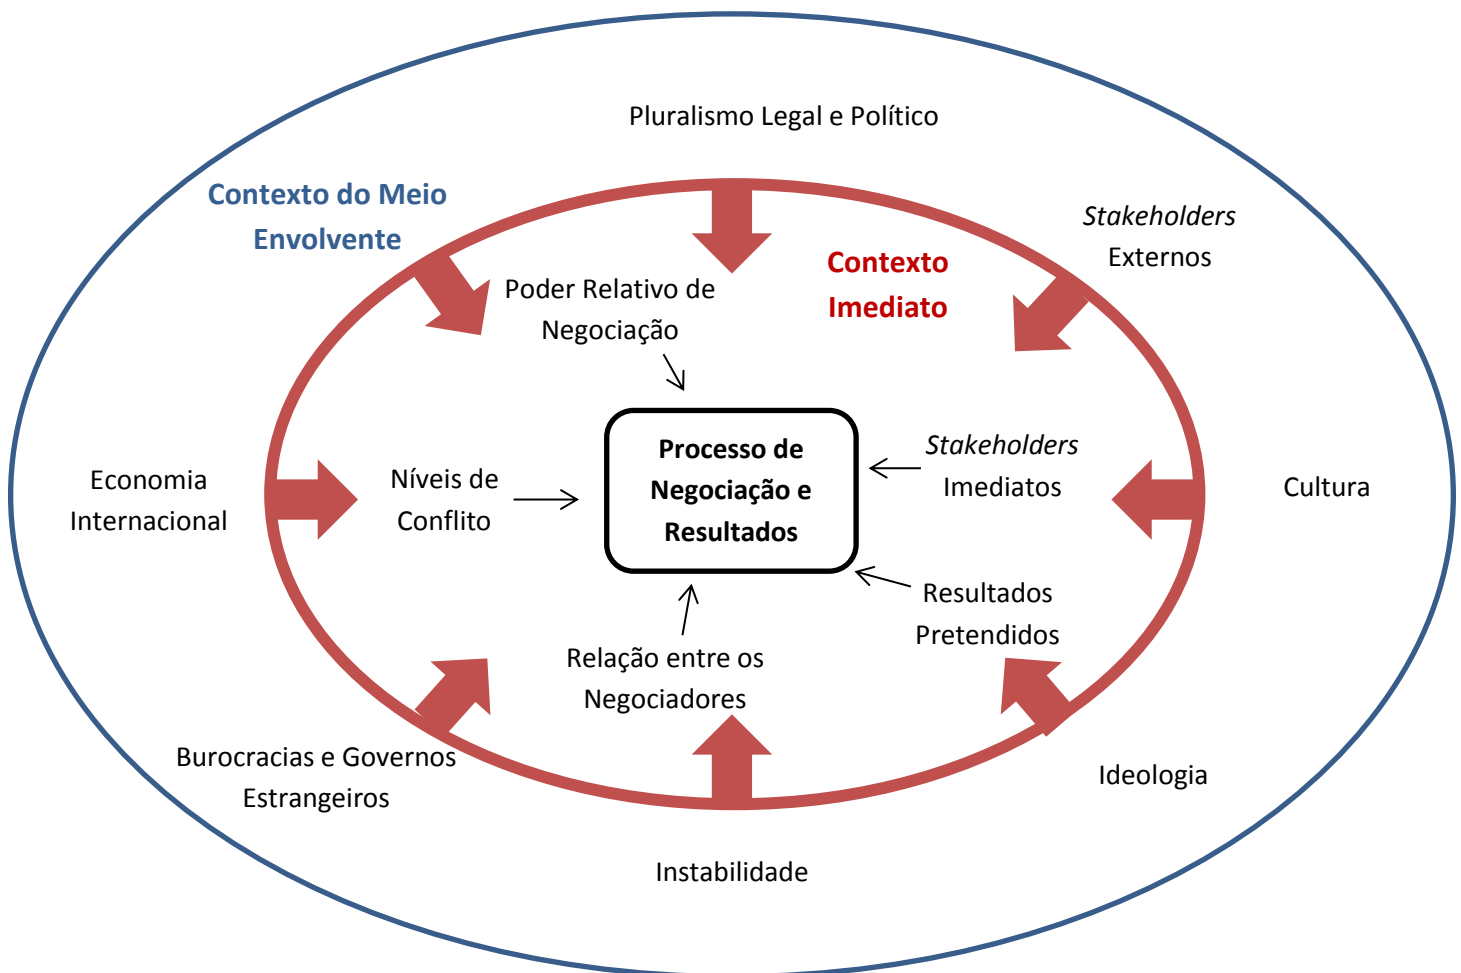 Pluralismo Legal e Político
Contexto do Meio
Envolvente
Stakeholders
Externos
Contexto
Imediato
Poder Relativo de
Negociação
Processo de
Negociação e
Resultados
Stakeholders
Imediatos
Economia
Internacional
Níveis de
Conflito
Cultura
Resultados
Pretendidos
Relação entre os
Negociadores
Burocracias e Governos
Estrangeiros
Ideologia
Instabilidade